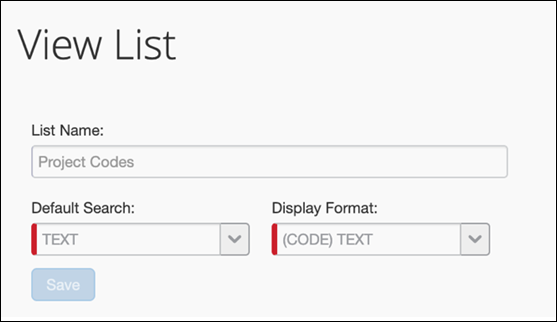 View List
List Name:
Project Codes
Default Search: Display Format:
TEXT (CODE) TEXT
Save